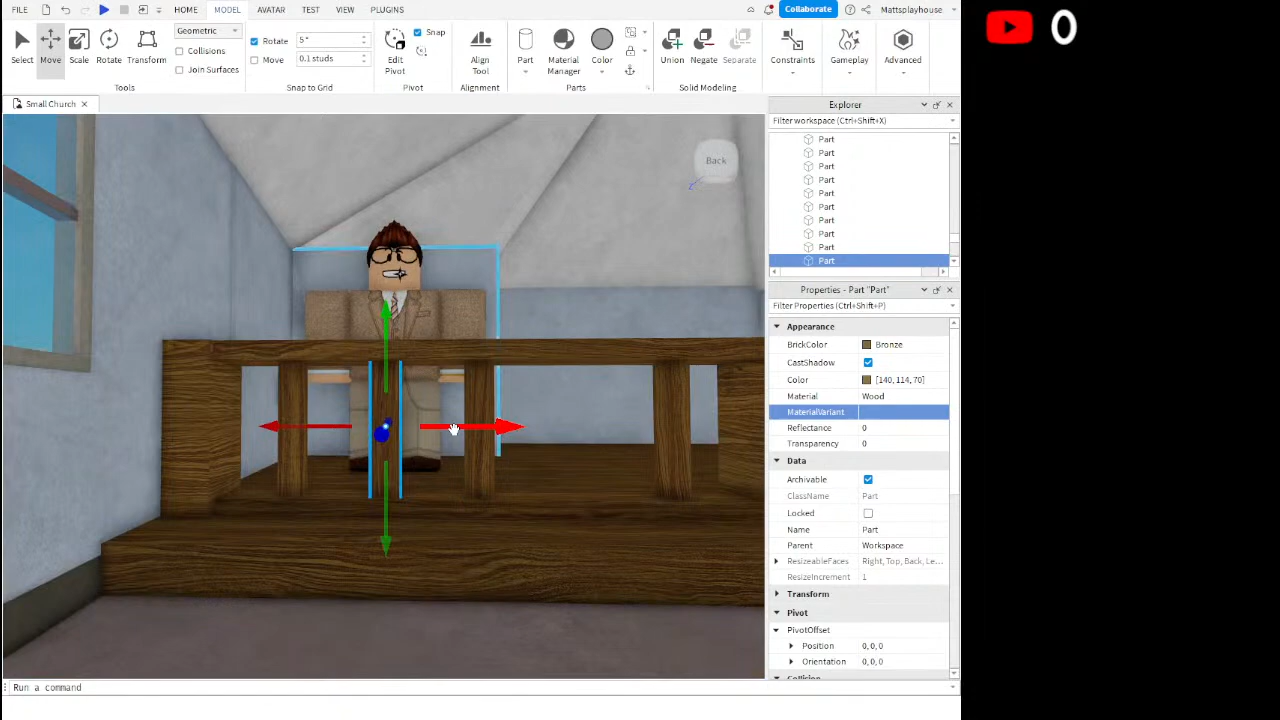 FILE HOME MODEL AVATAR TEST VIEW PLUGINS Collaborate Mattsplayhouse
Geometric
Collisions
Join Surfaces
Select Move Scale Rotate Transform
Tools
Rotate 5°
Move 0.1 studs
Snap to Grid
Snap
Edit
Pivot
Pivot
Align
Tool
Alignment
Part Material
Manager Color
Parts
Union Negate Separate
Solid Modeling
Constraints Gameplay Advanced
0
Small Church
Back
Explorer
Filter workspace (Ctrl+Shift+X)
Part
Part
Part
Part
Part
Part
Part
Part
Part
Part
Properties - Part "Part"
Filter Properties (Ctrl+Shift+P)
Appearance
BrickColor Bronze
CastShadow
Color [140, 114, 70]
Material Wood
MaterialVariant
Reflectance 0
Transparency 0
Data
Archivable
ClassName Part
Locked
Name Part
Parent Workspace
ResizeableFaces Right, Top, Back, Le...
ResizeIncrement 1
Transform
Pivot
PivotOffset
Position 0,0,0
Orientation 0,0,0
Collision
Run a command